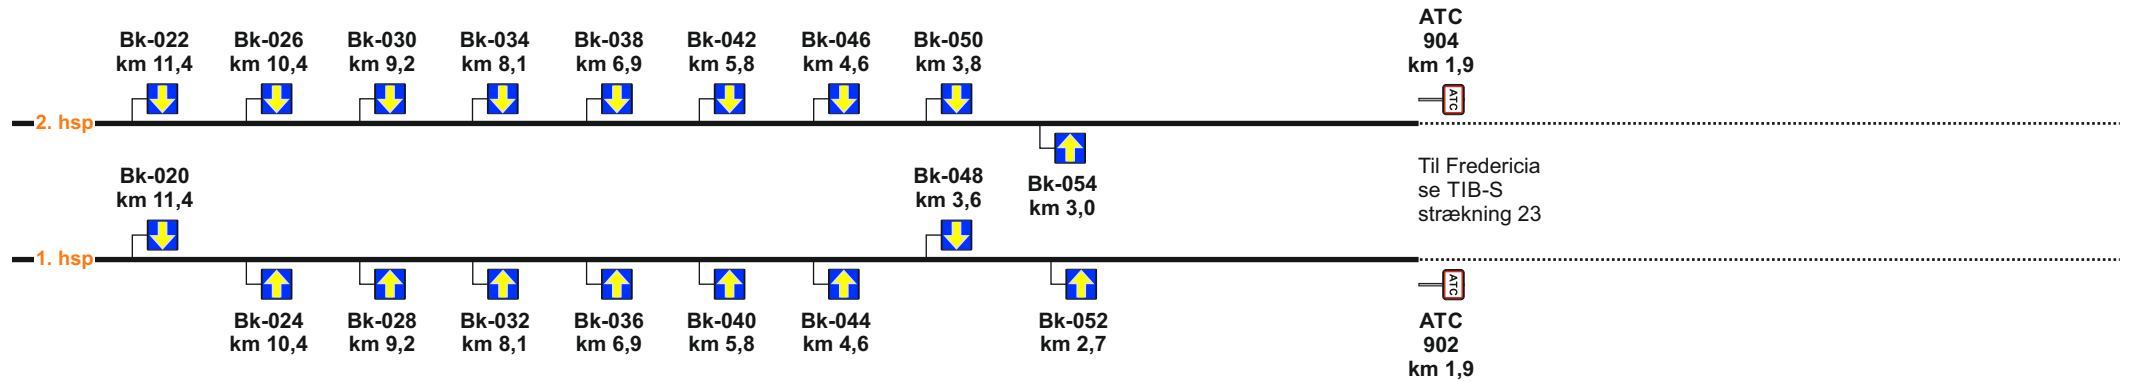 ATC
904
km 1,9
Bk-022
km 11,4
Bk-026
km 10,4
Bk-030
km 9,2
Bk-034
km 8,1
Bk-038
km 6,9
Bk-042
km 5,8
Bk-046
km 4,6
Bk-050
km 3,8
ATC
2. hsp
Bk-054
km 3,0
Til Fredericia
se TIB-S
strækning 23
Bk-020
km 11,4
Bk-048
km 3,6
1. hsp
ATC
Bk-024
km 10,4
Bk-028
km 9,2
Bk-032
km 8,1
Bk-036
km 6,9
Bk-040
km 5,8
Bk-044
km 4,6
Bk-052
km 2,7
ATC
902
km 1,9